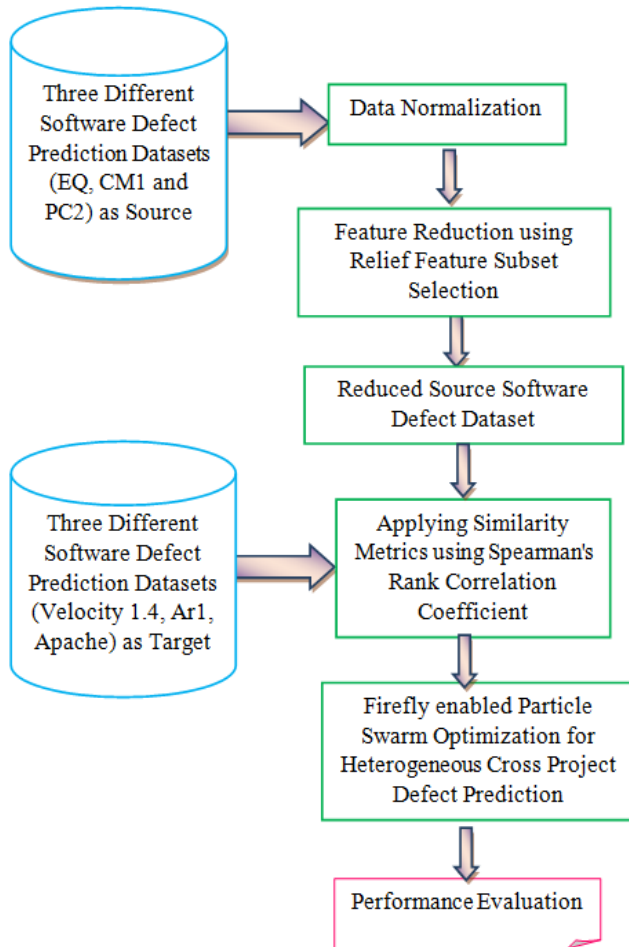 Three Different
Software Defect
Prediction Datasets
(EQ, CM1 and
PC2) as Source
Data Normalization
Feature Reduction using
Relief Feature Subset
Selection
Reduced Source Software
Defect Dataset
Three Different
Software Defect
Prediction Datasets
(Velocity 1.4, Ar1,
Apache) as Target
Applying Similarity
Metrics using Spearman's
Rank Correlation
Coefficient
Firefly enabled Particle
Swarm Optimization for
Heterogeneous Cross Project
Defect Prediction
Performance Evaluation